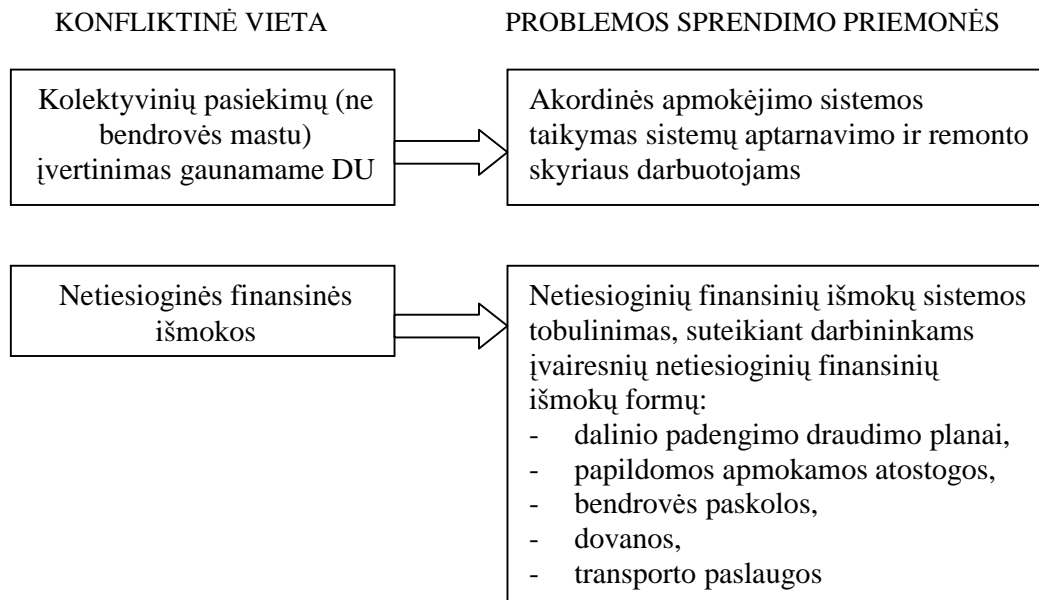 KONFLIKTINĖ VIETA
PROBLEMOS SPRENDIMO PRIEMONĖS
Kolektyvinių pasiekimų (ne
bendrovės mastu)
įvertinimas gaunamame DU
Akordinės apmokėjimo sistemos
taikymas sistemų aptarnavimo ir remonto
skyriaus darbuotojams
Netiesioginės finansinės
išmokos
Netiesioginių finansinių išmokų sistemos
tobulinimas, suteikiant darbininkams
įvairesnių netiesioginių finansinių
išmokų formų:
- dalinio padengimo draudimo planai,
- papildomos apmokamos atostogos,
- bendrovės paskolos,
- dovanos,
- transporto paslaugos